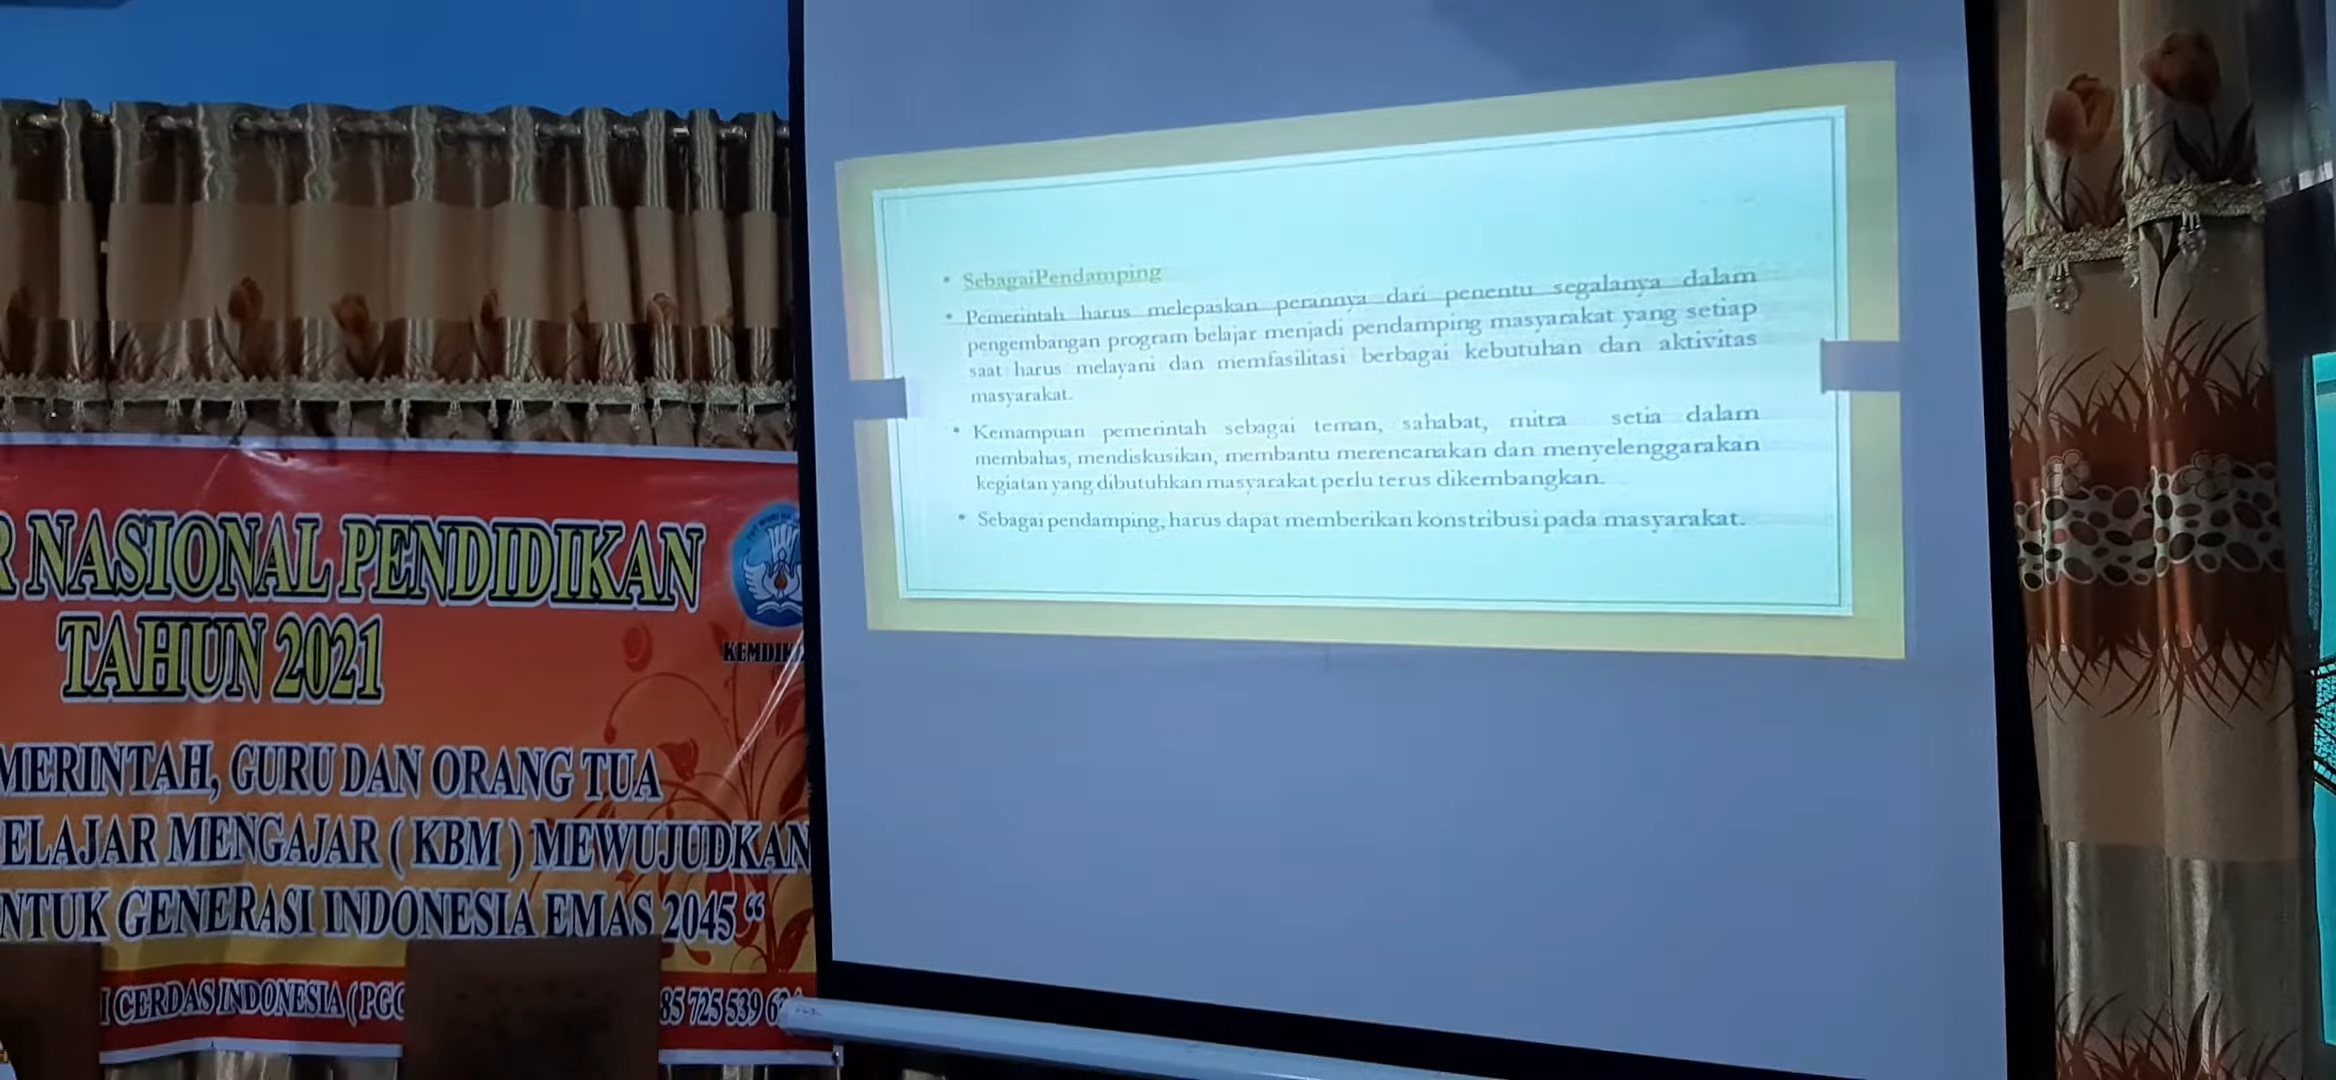 R NASIONAL PENDIDIKAN
TAHUN 2021
MERINTAH, GURU DAN ORANG TUA
ELAJAR MENGAJAR ( KBM ) MEWUJUDKAN
NTUK GENERASI INDONESIA EMAS 2045 “
I CERDAS INDONESIA ( PGC
85 725 539 6
KEMDI
• SebagaiPendamping
• Pemerintah harus melepaskan perannya dari penentu segalanya dalam
pengembangan program belajar menjadi pendamping masyarakat yang setiap
saat harus melayani dan memfasilitasi berbagai kebutuhan dan aktivitas
masyarakat.
• Kemampuan pemerintah sebagai teman, sahabat, mitra setia dalam
membahas, mendiskusikan, membantu merencanakan dan menyelenggarakan
kegiatan yang dibutuhkan masyarakat perlu terus dikembangkan.
• Sebagai pendamping, harus dapat memberikan konstribusi pada masyarakat.